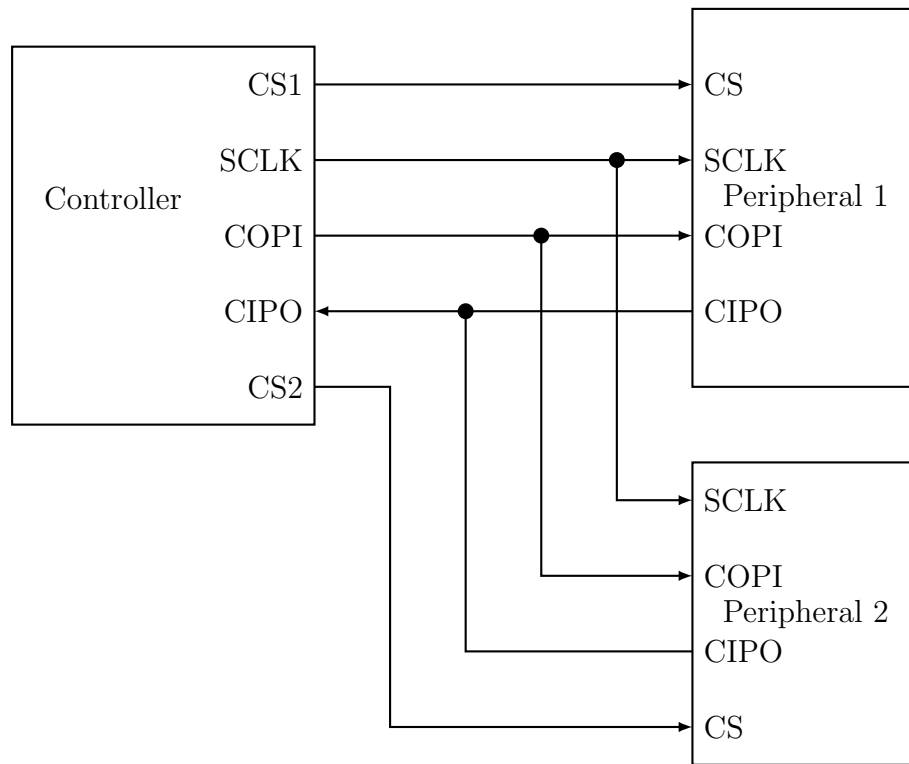 CS1
SCLK
Controller
COPI
CIPO
CS2
CS
SCLK
Peripheral 1
COPI
CIPO
SCLK
COPI
Peripheral 2
CIPO
CS